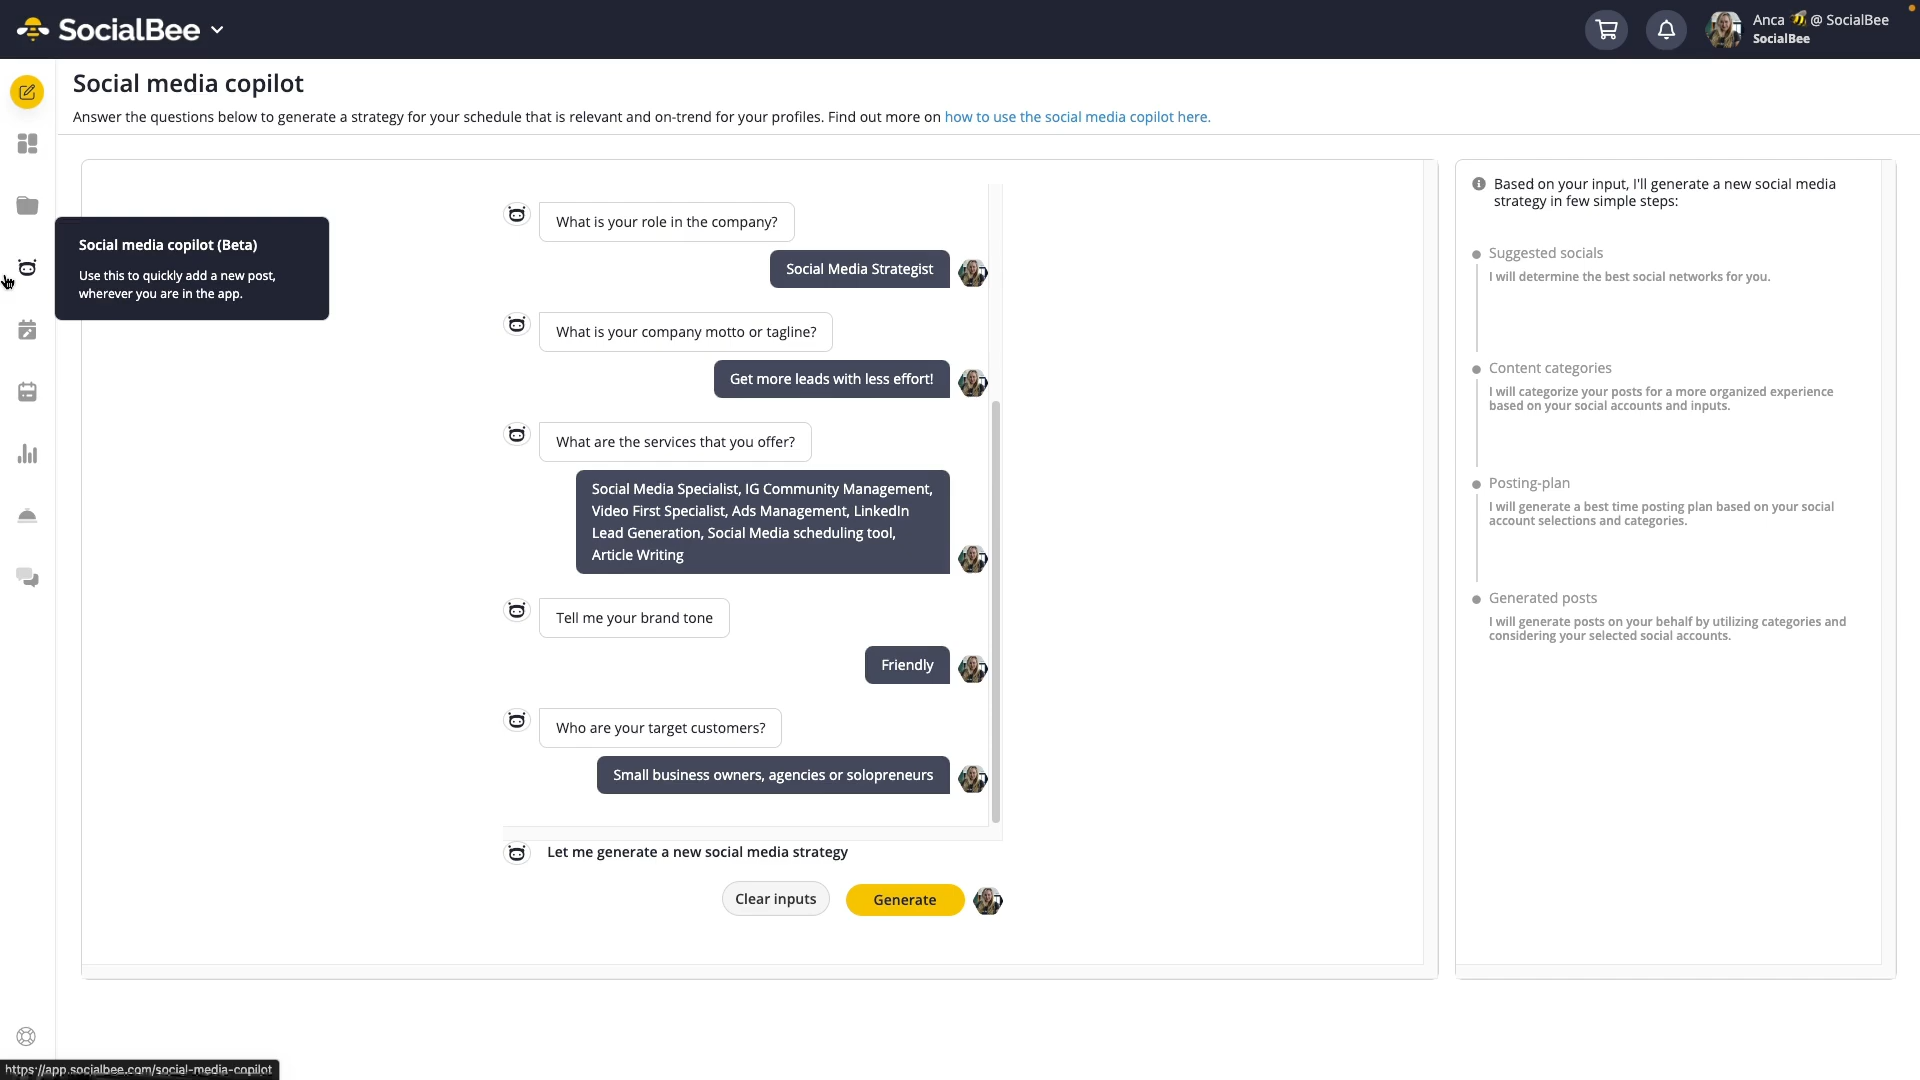 SocialBee
Anca @ SocialBee
SocialBee
Social media copilot
Answer the questions below to generate a strategy for your schedule that is relevant and on-trend for your profiles. Find out more on how to use the social media copilot here.
Social media copilot (Beta)
Use this to quickly add a new post,
wherever you are in the app.
What is your role in the company?
Social Media Strategist
What is your company motto or tagline?
Get more leads with less effort!
What are the services that you offer?
Social Media Specialist, IG Community Management,
Video First Specialist, Ads Management, LinkedIn
Lead Generation, Social Media scheduling tool,
Article Writing
Tell me your brand tone
Friendly
Who are your target customers?
Small business owners, agencies or solopreneurs
Let me generate a new social media strategy
Clear inputs
Generate
Based on your input, I'll generate a new social media
strategy in few simple steps:
Suggested socials
I will determine the best social networks for you.
Content categories
I will categorize your posts for a more organized experience
based on your social accounts and inputs.
Posting-plan
I will generate a best time posting plan based on your social
account selections and categories.
Generated posts
I will generate posts on your behalf by utilizing categories and
considering your selected social accounts.
https://app.socialbee.com/social-media-copilot